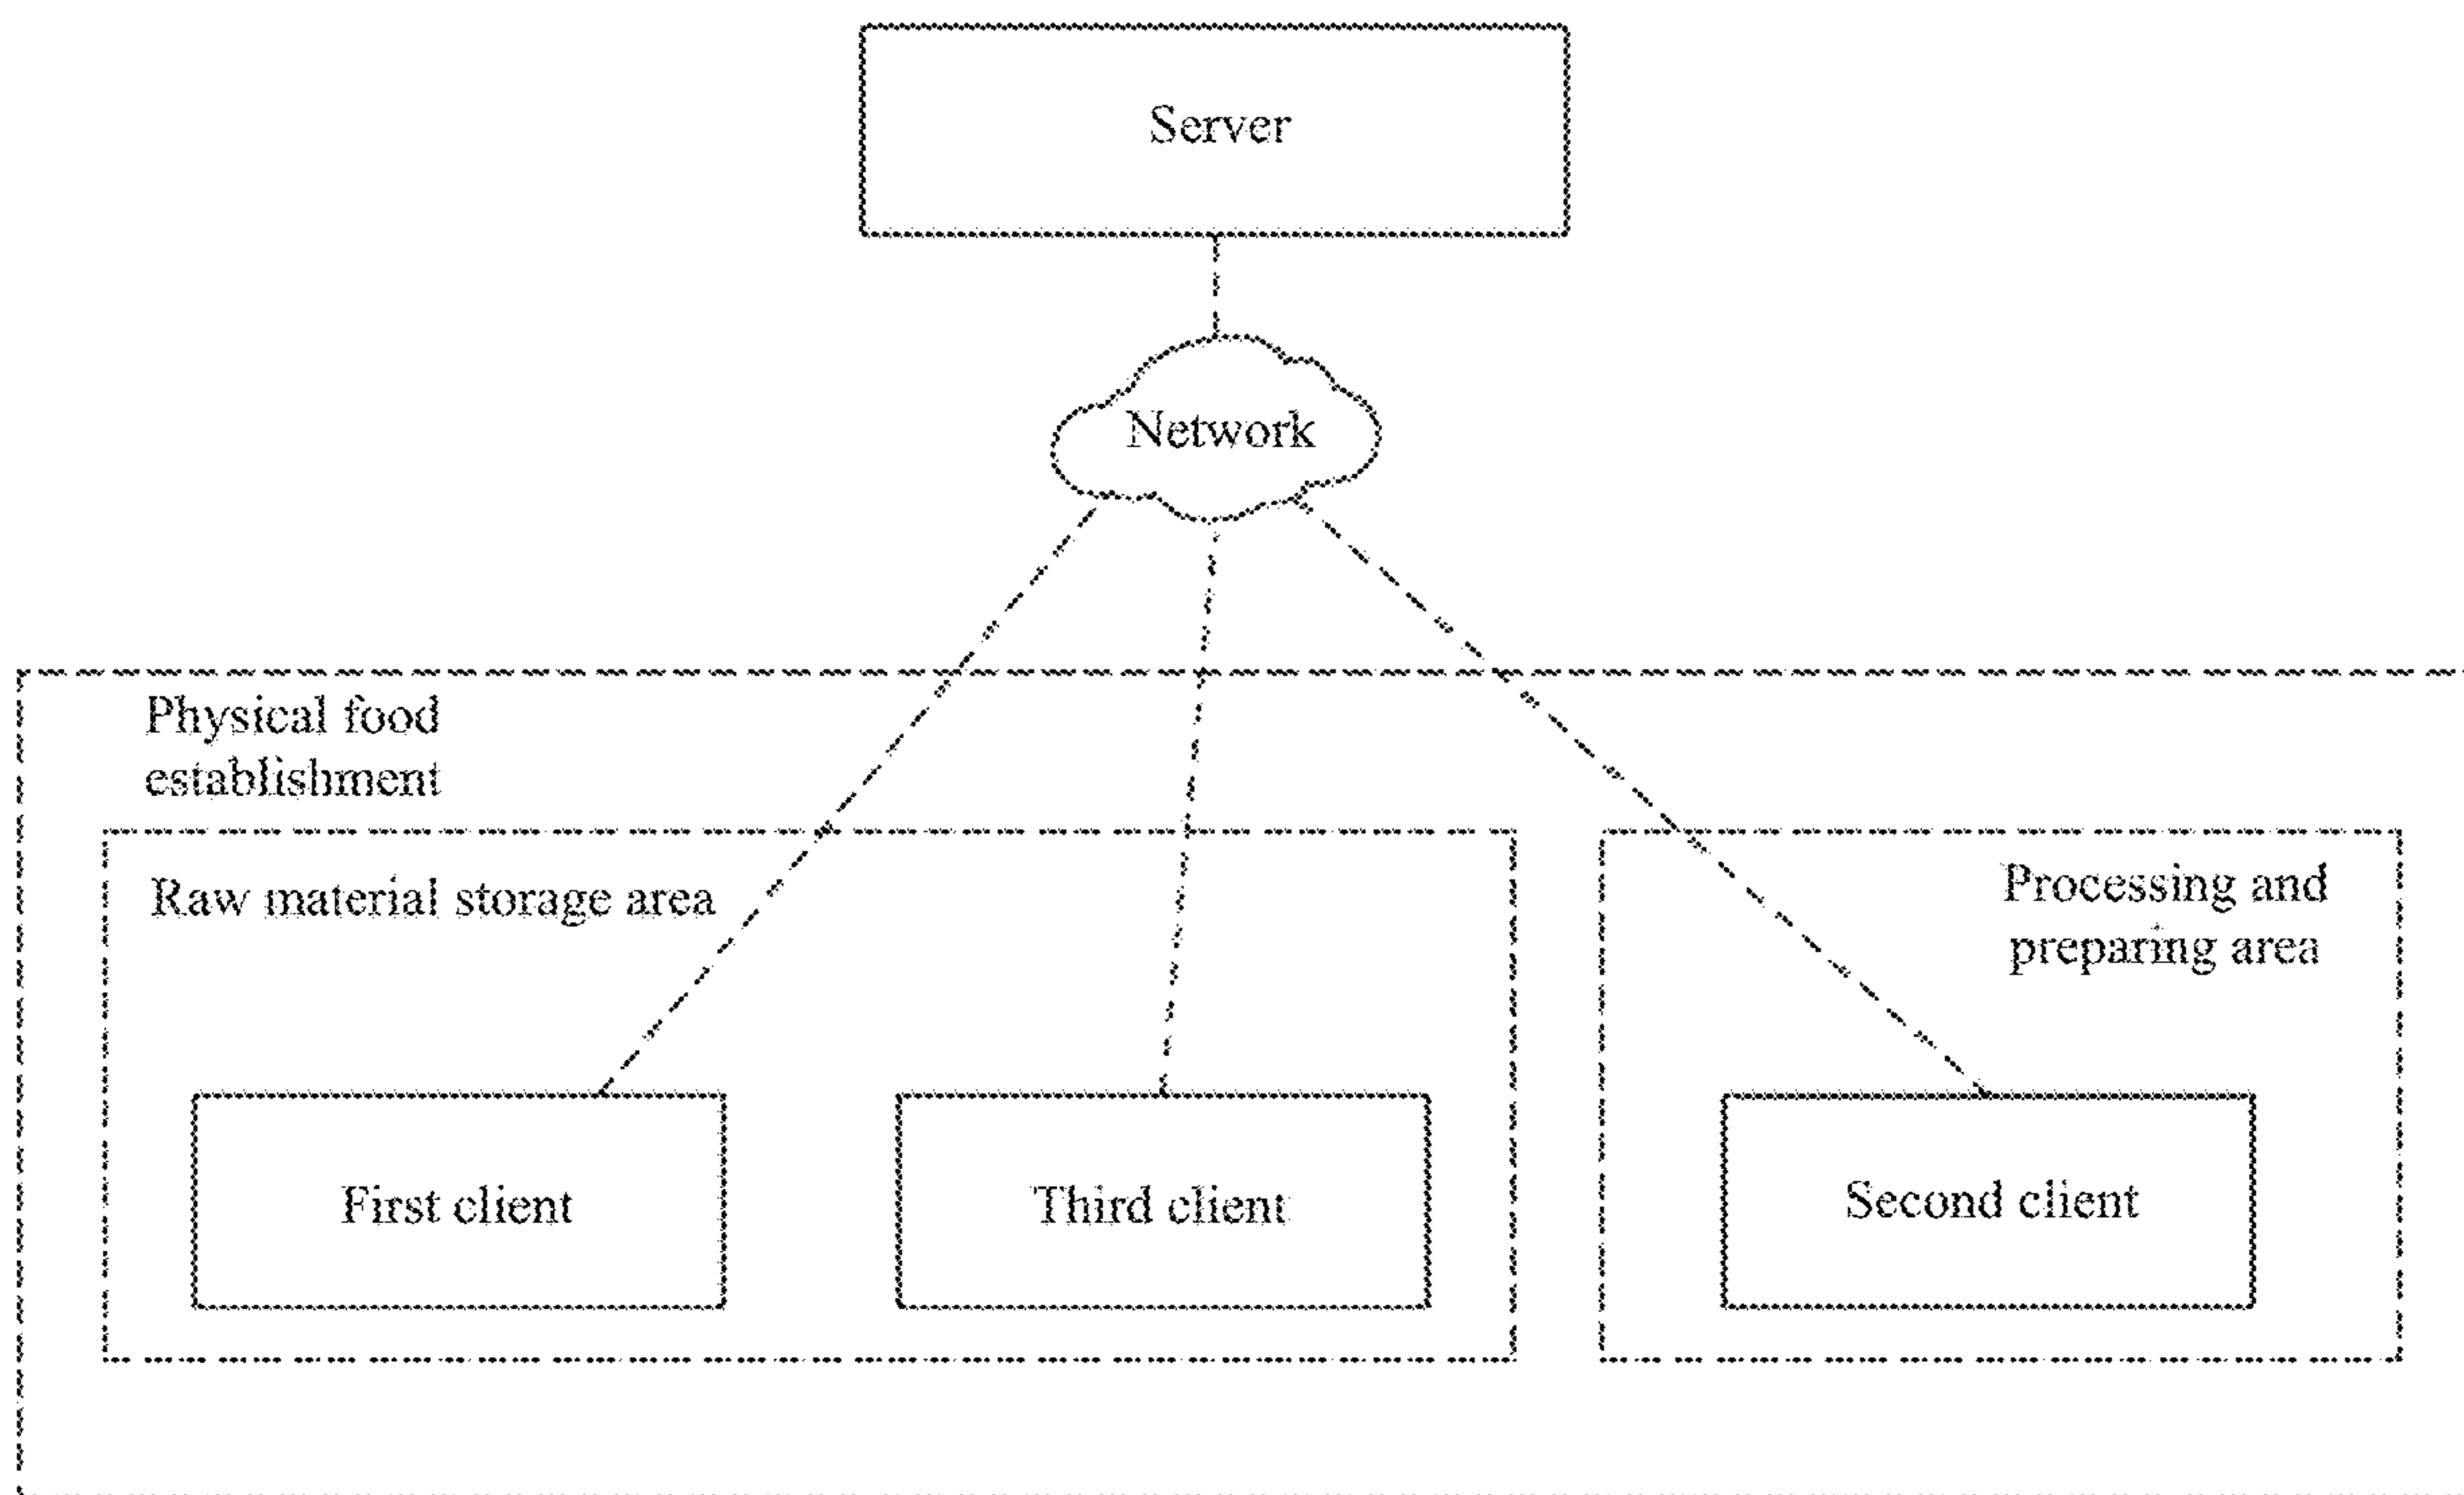 Server
Network
Physical food
establishment
Raw material storage area
Processing and
preparing area
First client
Third client
Second client